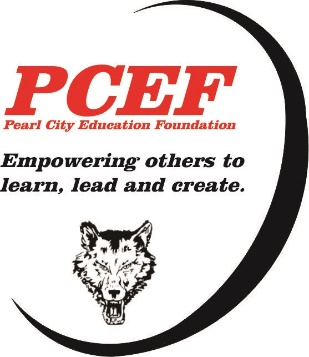 PCEF
Pearl City Education Foundation
Empowering others to
learn, lead and create.